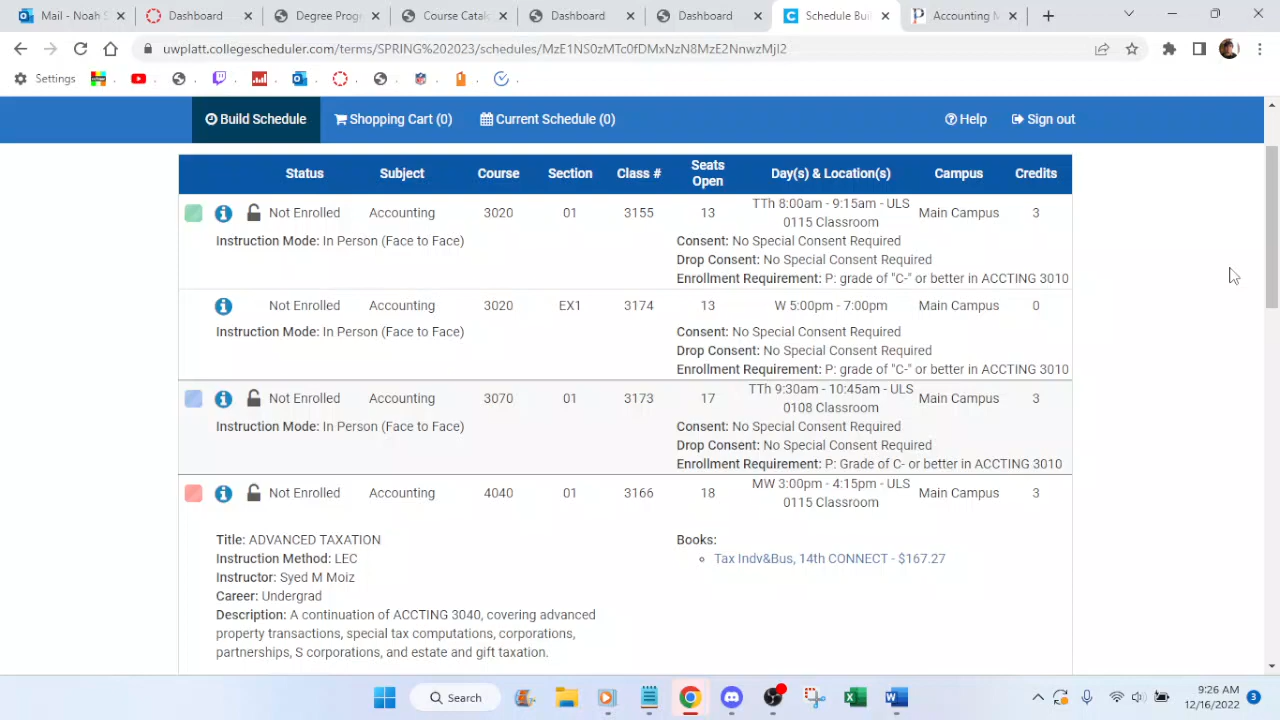 Mail - Noah S
Dashboard
Degree Prog
Course Catal
Dashboard
Dashboard
Schedule Bui
Accounting M
uwplatt.collegescheduler.com/terms/SPRING%202023/schedules/MzE1NS0zMTc0fDMxNzN8MzE2NnwzMjI2
Settings
Build Schedule
Shopping Cart (0)
Current Schedule (0)
Help
Sign out
Status Subject Course Section Class # Seats Open Day(s) & Location(s) Campus Credits
Not Enrolled Accounting 3020 01 3155 13 TTh 8:00am - 9:15am - ULS 0115 Classroom Main Campus 3
Instruction Mode: In Person (Face to Face)
Consent: No Special Consent Required
Drop Consent: No Special Consent Required
Enrollment Requirement: P: grade of "C-" or better in ACCTING 3010
Not Enrolled Accounting 3020 EX1 3174 13 W 5:00pm - 7:00pm Main Campus 0
Instruction Mode: In Person (Face to Face)
Consent: No Special Consent Required
Drop Consent: No Special Consent Required
Enrollment Requirement: P: grade of "C-" or better in ACCTING 3010
Not Enrolled Accounting 3070 01 3173 17 TTh 9:30am - 10:45am - ULS 0108 Classroom Main Campus 3
Instruction Mode: In Person (Face to Face)
Consent: No Special Consent Required
Drop Consent: No Special Consent Required
Enrollment Requirement: P: Grade of C- or better in ACCTING 3010
Not Enrolled Accounting 4040 01 3166 18 MW 3:00pm - 4:15pm - ULS 0115 Classroom Main Campus 3
Title: ADVANCED TAXATION
Instruction Method: LEC
Instructor: Syed M Moiz
Career: Undergrad
Description: A continuation of ACCTING 3040, covering advanced
property transactions, special tax computations, corporations,
partnerships, S corporations, and estate and gift taxation.
Books:
Tax Indv&Bus, 14th CONNECT - $167.27
Search
9:26 AM
12/16/2022
3